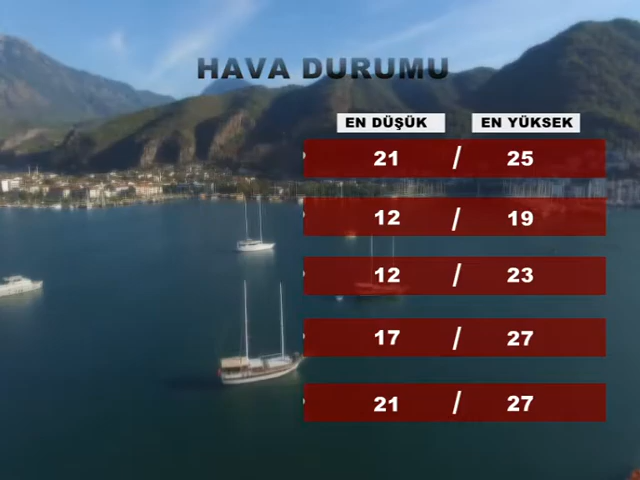 HAVA DURUMU
EN DÜŞÜK EN YÜKSEK
21 / 25
12 / 19
12 / 23
17 / 27
21 / 27